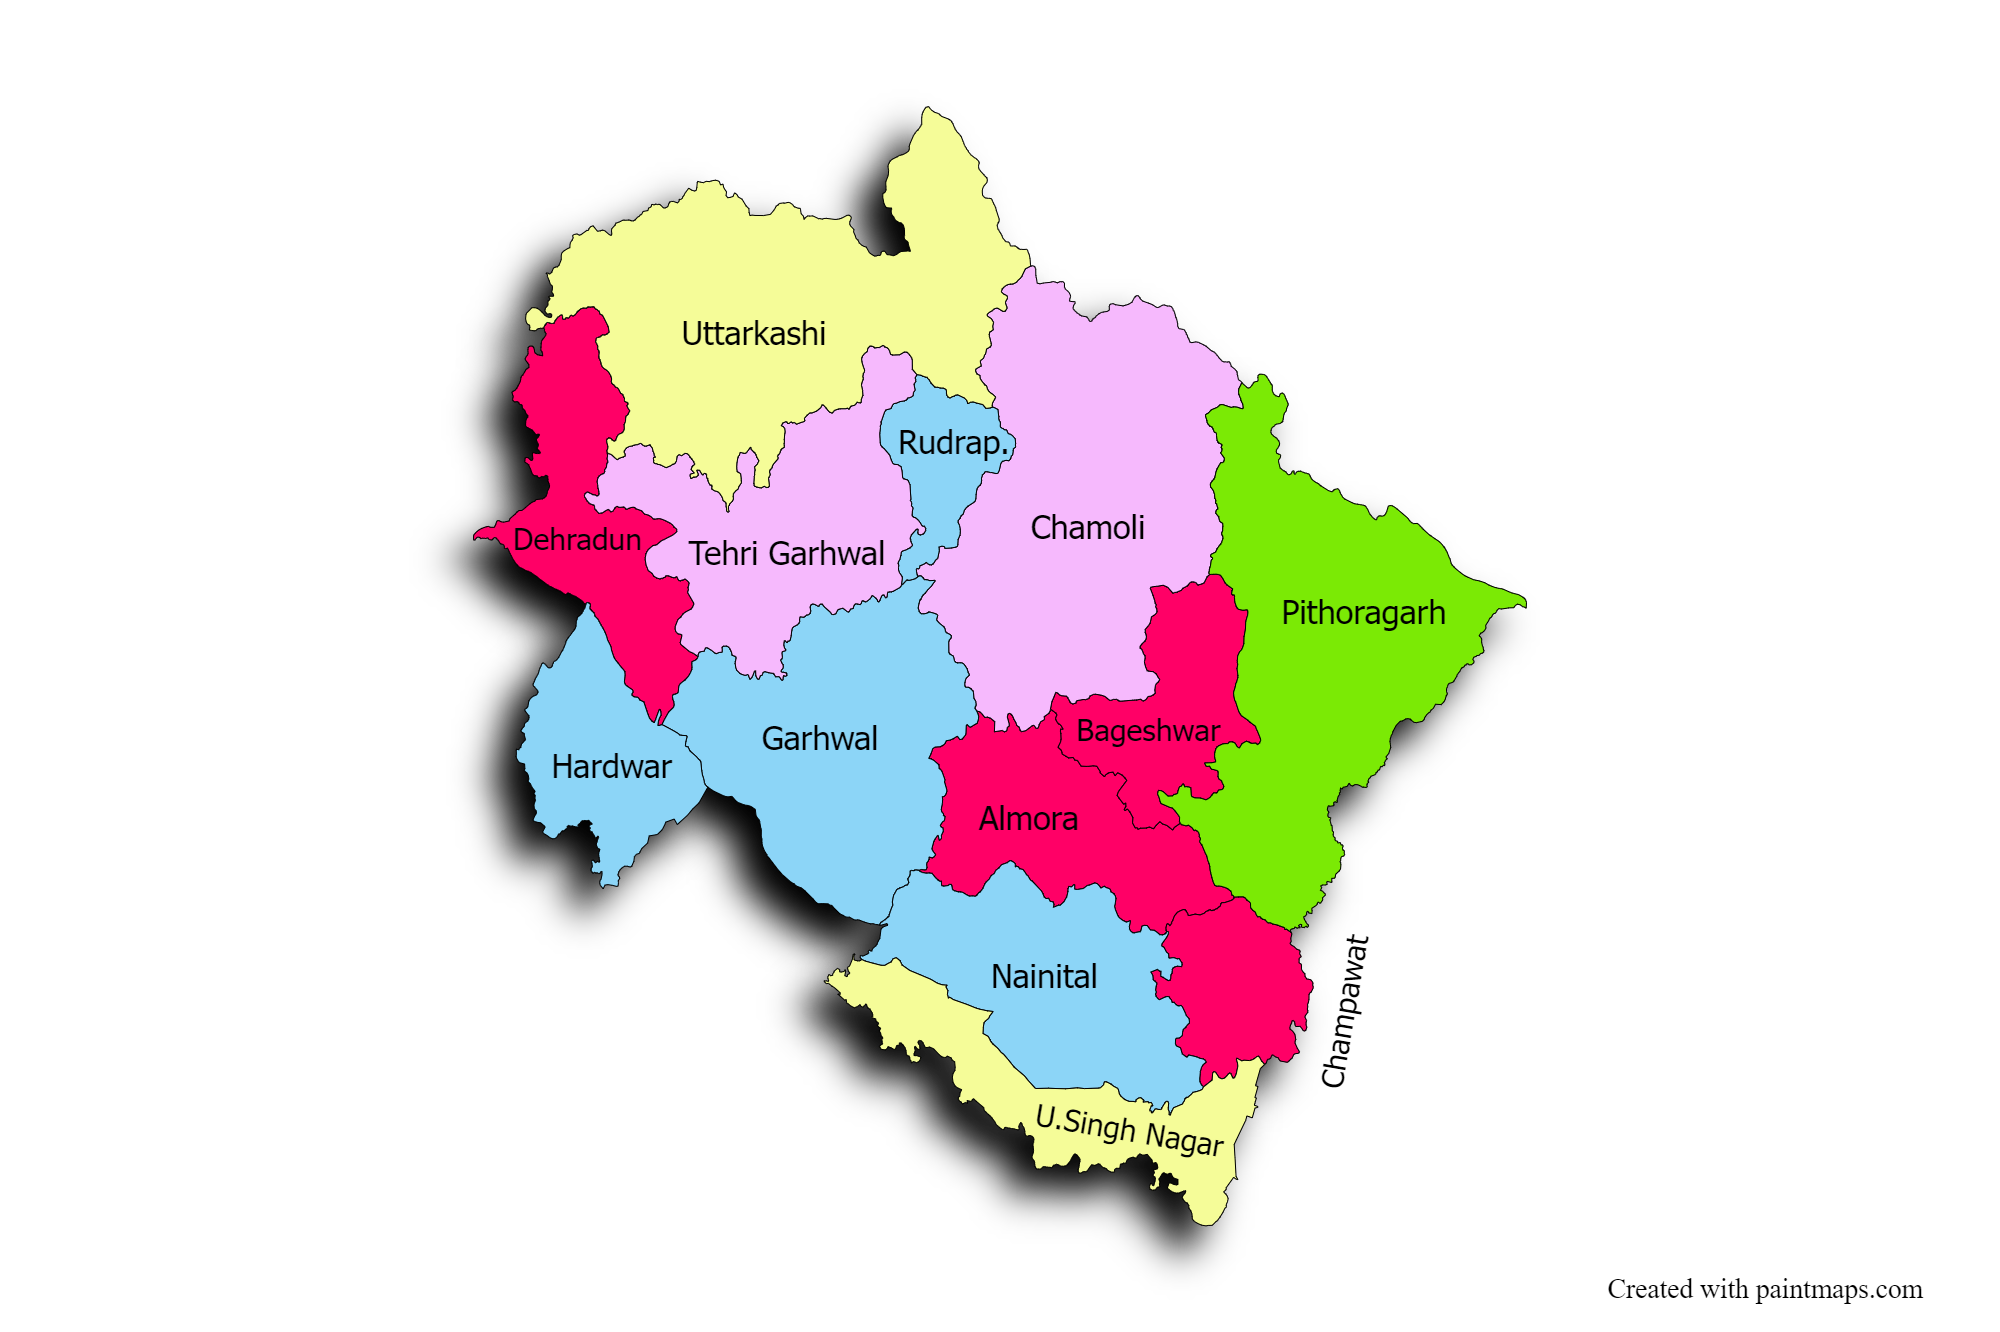 Uttarkashi
Rudrap.
Chamoli
Dehradun
Tehri Garhwal
Pithoragarh
Bageshwar
Garhwal
Hardwar
Almora
Nainital
Champawat
U.Singh Nagar
Created with paintmaps.com